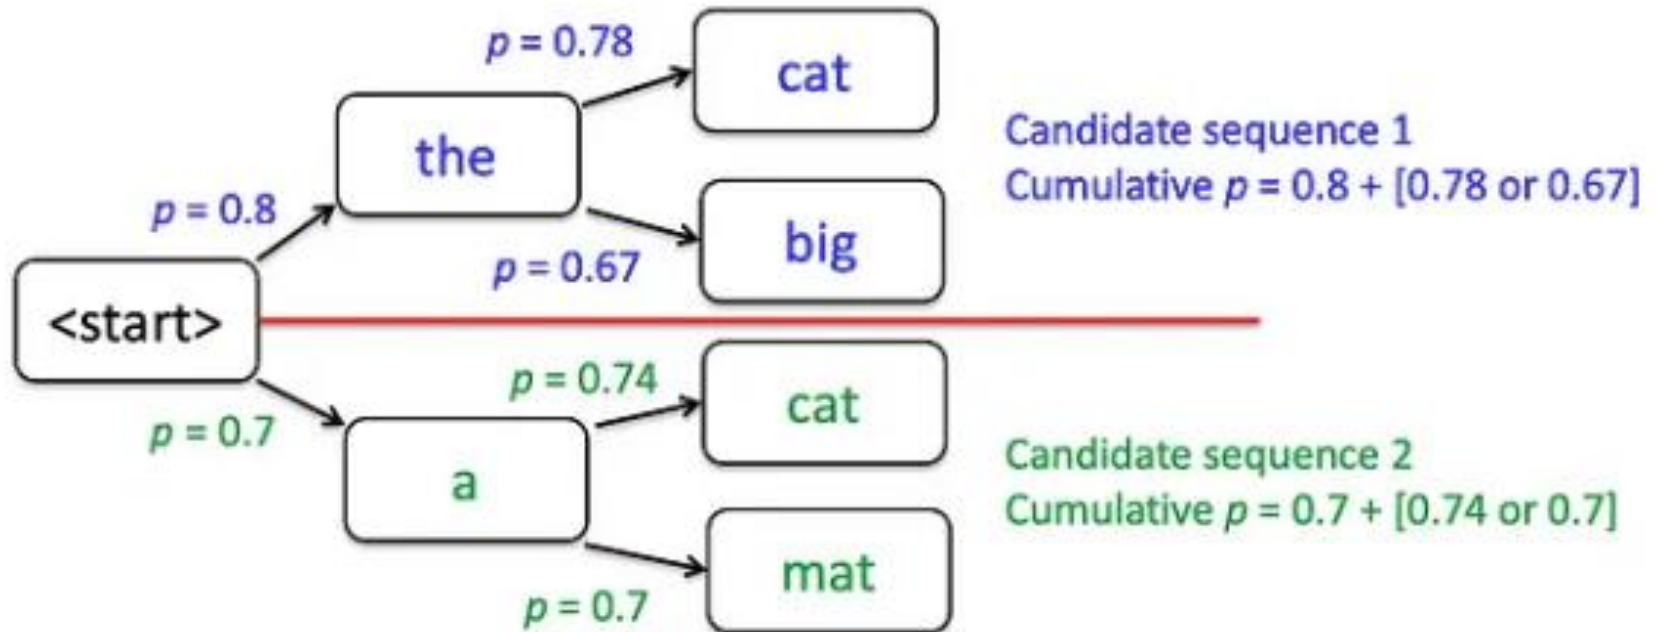 p = 0.78
cat
the
Candidate sequence 1
Cumulative p = 0.8 + [0.78 or 0.67]
p = 0.8
big
p = 0.67
<start>
p = 0.74
cat
p = 0.7
a
Candidate sequence 2
Cumulative p = 0.7 + [0.74 or 0.7]
mat
p = 0.7